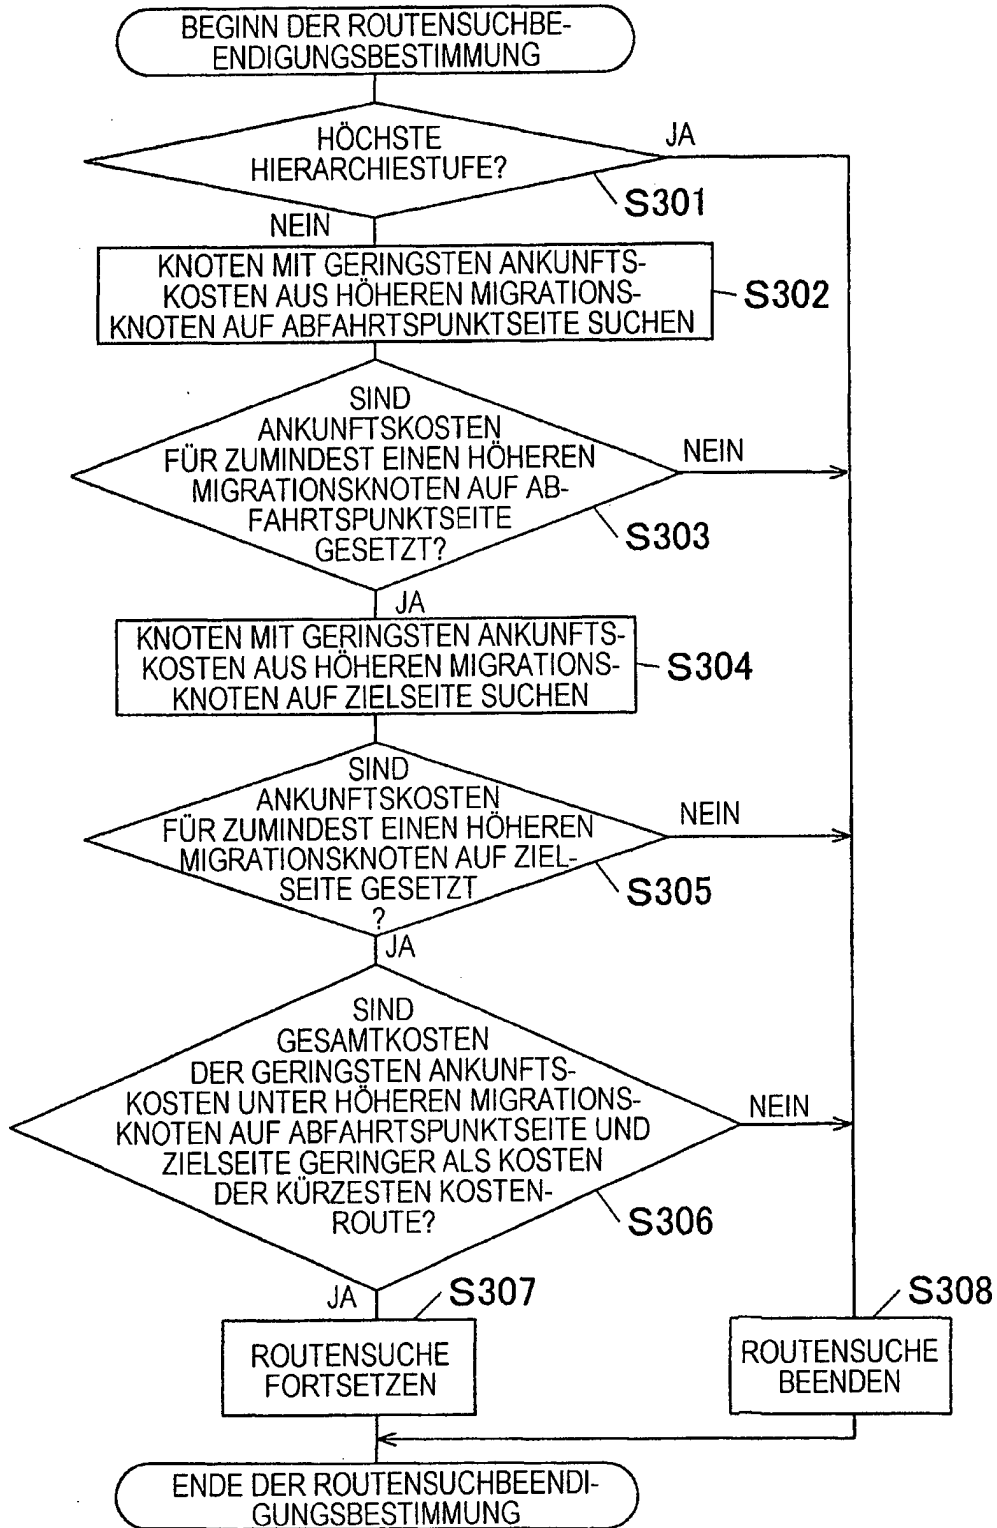 BEGINN DER ROUTENSUCHBE-
ENDIGUNGSBESTIMMUNG
HÖCHSTE
HIERARCHIESTUFE?
JA
S301
NEIN
KNOTEN MIT GERINGSTEN ANKUNFTS-
KOSTEN AUS HÖHEREN MIGRATIONS-
KNOTEN AUF ABFAHRTSPUNKTSEITE SUCHEN
S302
SIND
ANKUNFTSKOSTEN
FÜR ZUMINDEST EINEN HÖHEREN
MIGRATIONSKNOTEN AUF AB-
FAHRTSPUNKTSEITE
GESETZT?
NEIN
S303
JA
KNOTEN MIT GERINGSTEN ANKUNFTS-
KOSTEN AUS HÖHEREN MIGRATIONS-
KNOTEN AUF ZIELSEITE SUCHEN
S304
SIND
ANKUNFTSKOSTEN
FÜR ZUMINDEST EINEN HÖHEREN
MIGRATIONSKNOTEN AUF ZIEL-
SEITE GESETZT
?
NEIN
S305
JA
SIND
GESAMTKOSTEN
DER GERINGSTEN ANKUNFTS-
KOSTEN UNTER HÖHEREN MIGRATIONS-
KNOTEN AUF ABFAHRTSPUNKTSEITE UND
ZIELSEITE GERINGER ALS KOSTEN
DER KÜRZESTEN KOSTEN-
ROUTE?
NEIN
S306
JA
S307
ROUTENSUCHE
FORTSETZEN
S308
ROUTENSUCHE
BEENDEN
ENDE DER ROUTENSUCHBEENDI-
GUNGSBESTIMMUNG